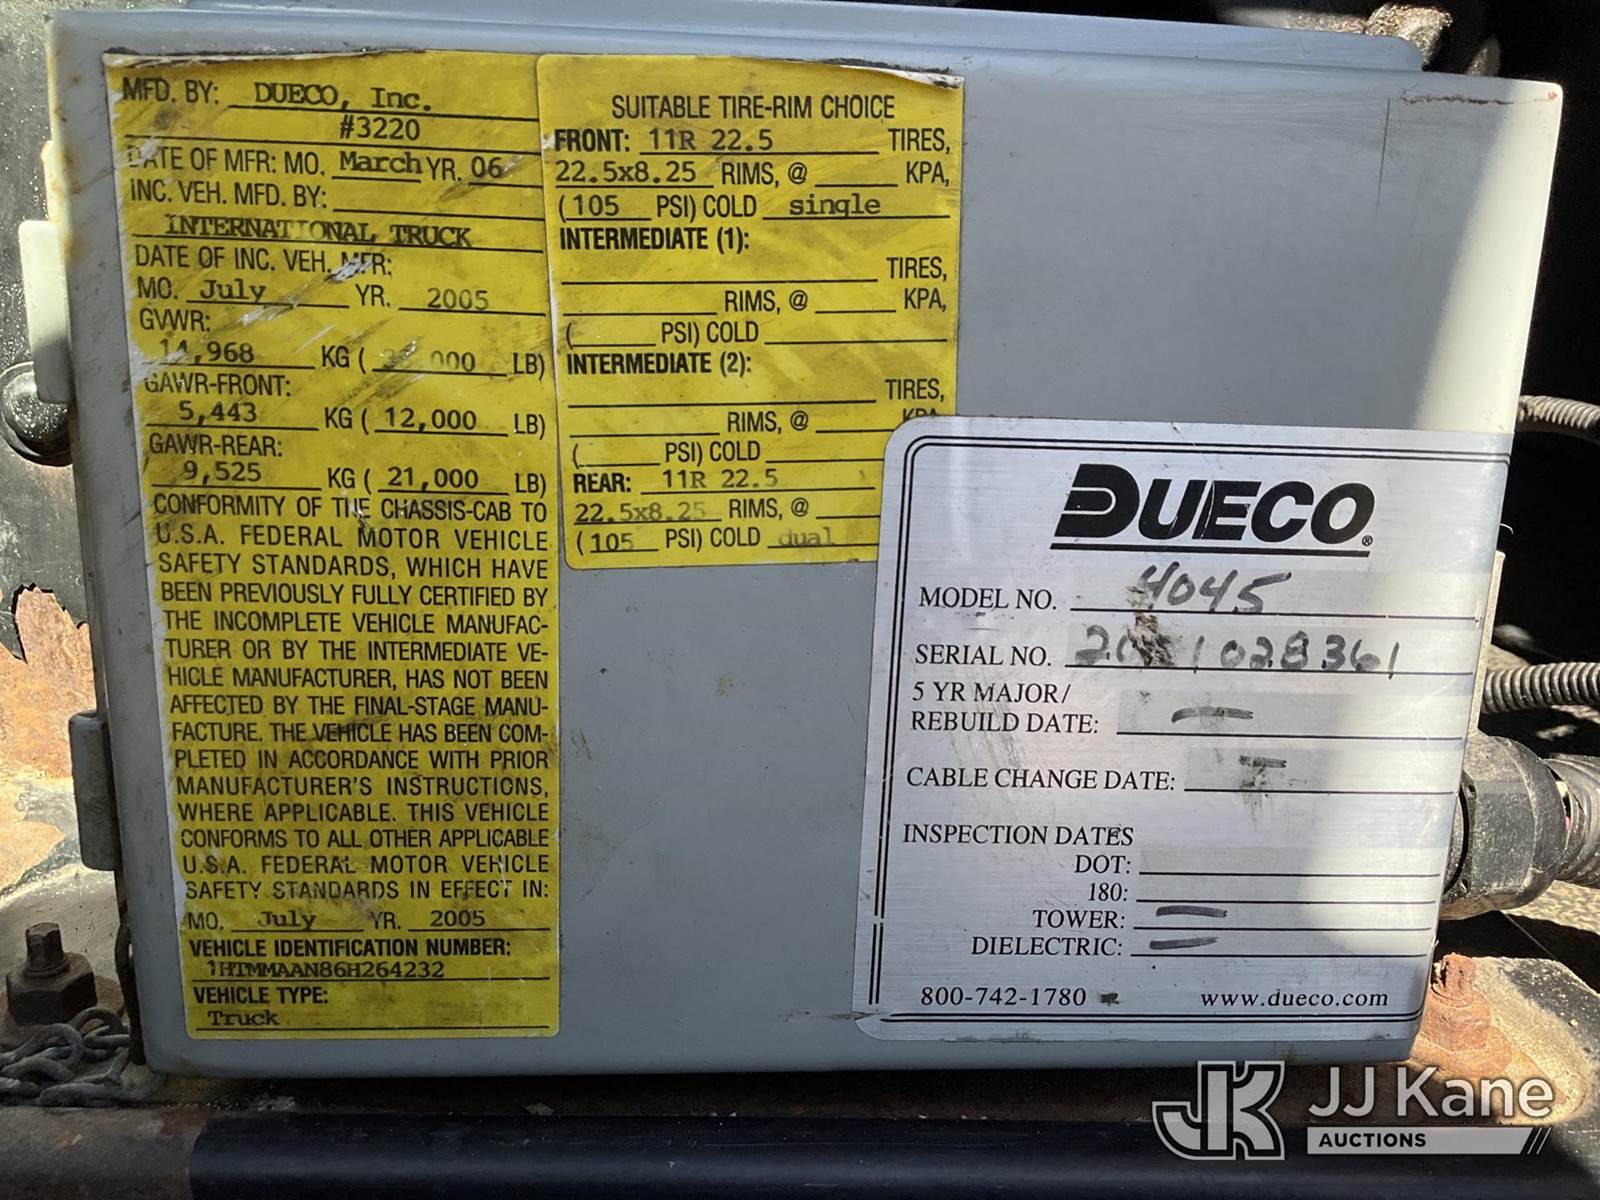 MFD. BY: DUECO, Inc.
#3220
DATE OF MFR: MO. March YR. 06
INC. VEH. MFD. BY:
INTERNATIONAL TRUCK
DATE OF INC. VEH. MFR:
MO. July YR. 2005
GVWR:
14,968 KG ( 000 LB)
GAWR-FRONT:
5,443 KG ( 12,000 LB)
GAWR-REAR:
9,525 KG ( 21,000 LB)
CONFORMITY OF THE CHASSIS-CAB TO
U.S.A. FEDERAL MOTOR VEHICLE
SAFETY STANDARDS, WHICH HAVE
BEEN PREVIOUSLY FULLY CERTIFIED BY
THE INCOMPLETE VEHICLE MANUFAC-
TURER OR BY THE INTERMEDIATE VE-
HICLE MANUFACTURER, HAS NOT BEEN
AFFECTED BY THE FINAL-STAGE MANU-
FACTURE. THE VEHICLE HAS BEEN COM-
PLETED IN ACCORDANCE WITH PRIOR
MANUFACTURER'S INSTRUCTIONS,
WHERE APPLICABLE. THIS VEHICLE
CONFORMS TO ALL OTHER APPLICABLE
U.S.A. FEDERAL MOTOR VEHICLE
SAFETY STANDARDS IN EFFECT IN:
MO. July YR. 2005
VEHICLE IDENTIFICATION NUMBER:
1HTMMAAN86H264232
VEHICLE TYPE:
Truck
SUITABLE TIRE-RIM CHOICE
FRONT: 11R 22.5 TIRES,
22.5x8.25 RIMS, @ KPA,
(105 PSI) COLD single
INTERMEDIATE (1):
TIRES,
RIMS, @ KPA,
( PSI) COLD
INTERMEDIATE (2):
TIRES,
RIMS, @ KPA
( PSI) COLD
REAR: 11R 22.5
22.5x8.25 RIMS, @
(105 PSI) COLD dual
DUECO®
MODEL NO. 4045
SERIAL NO.
5 YR MAJOR/
REBUILD DATE: —
CABLE CHANGE DATE:
INSPECTION DATES
DOT:
180:
TOWER: —
DIELECTRIC: —
800-742-1780
www.dueco.com
JK JJ Kane
AUCTIONS